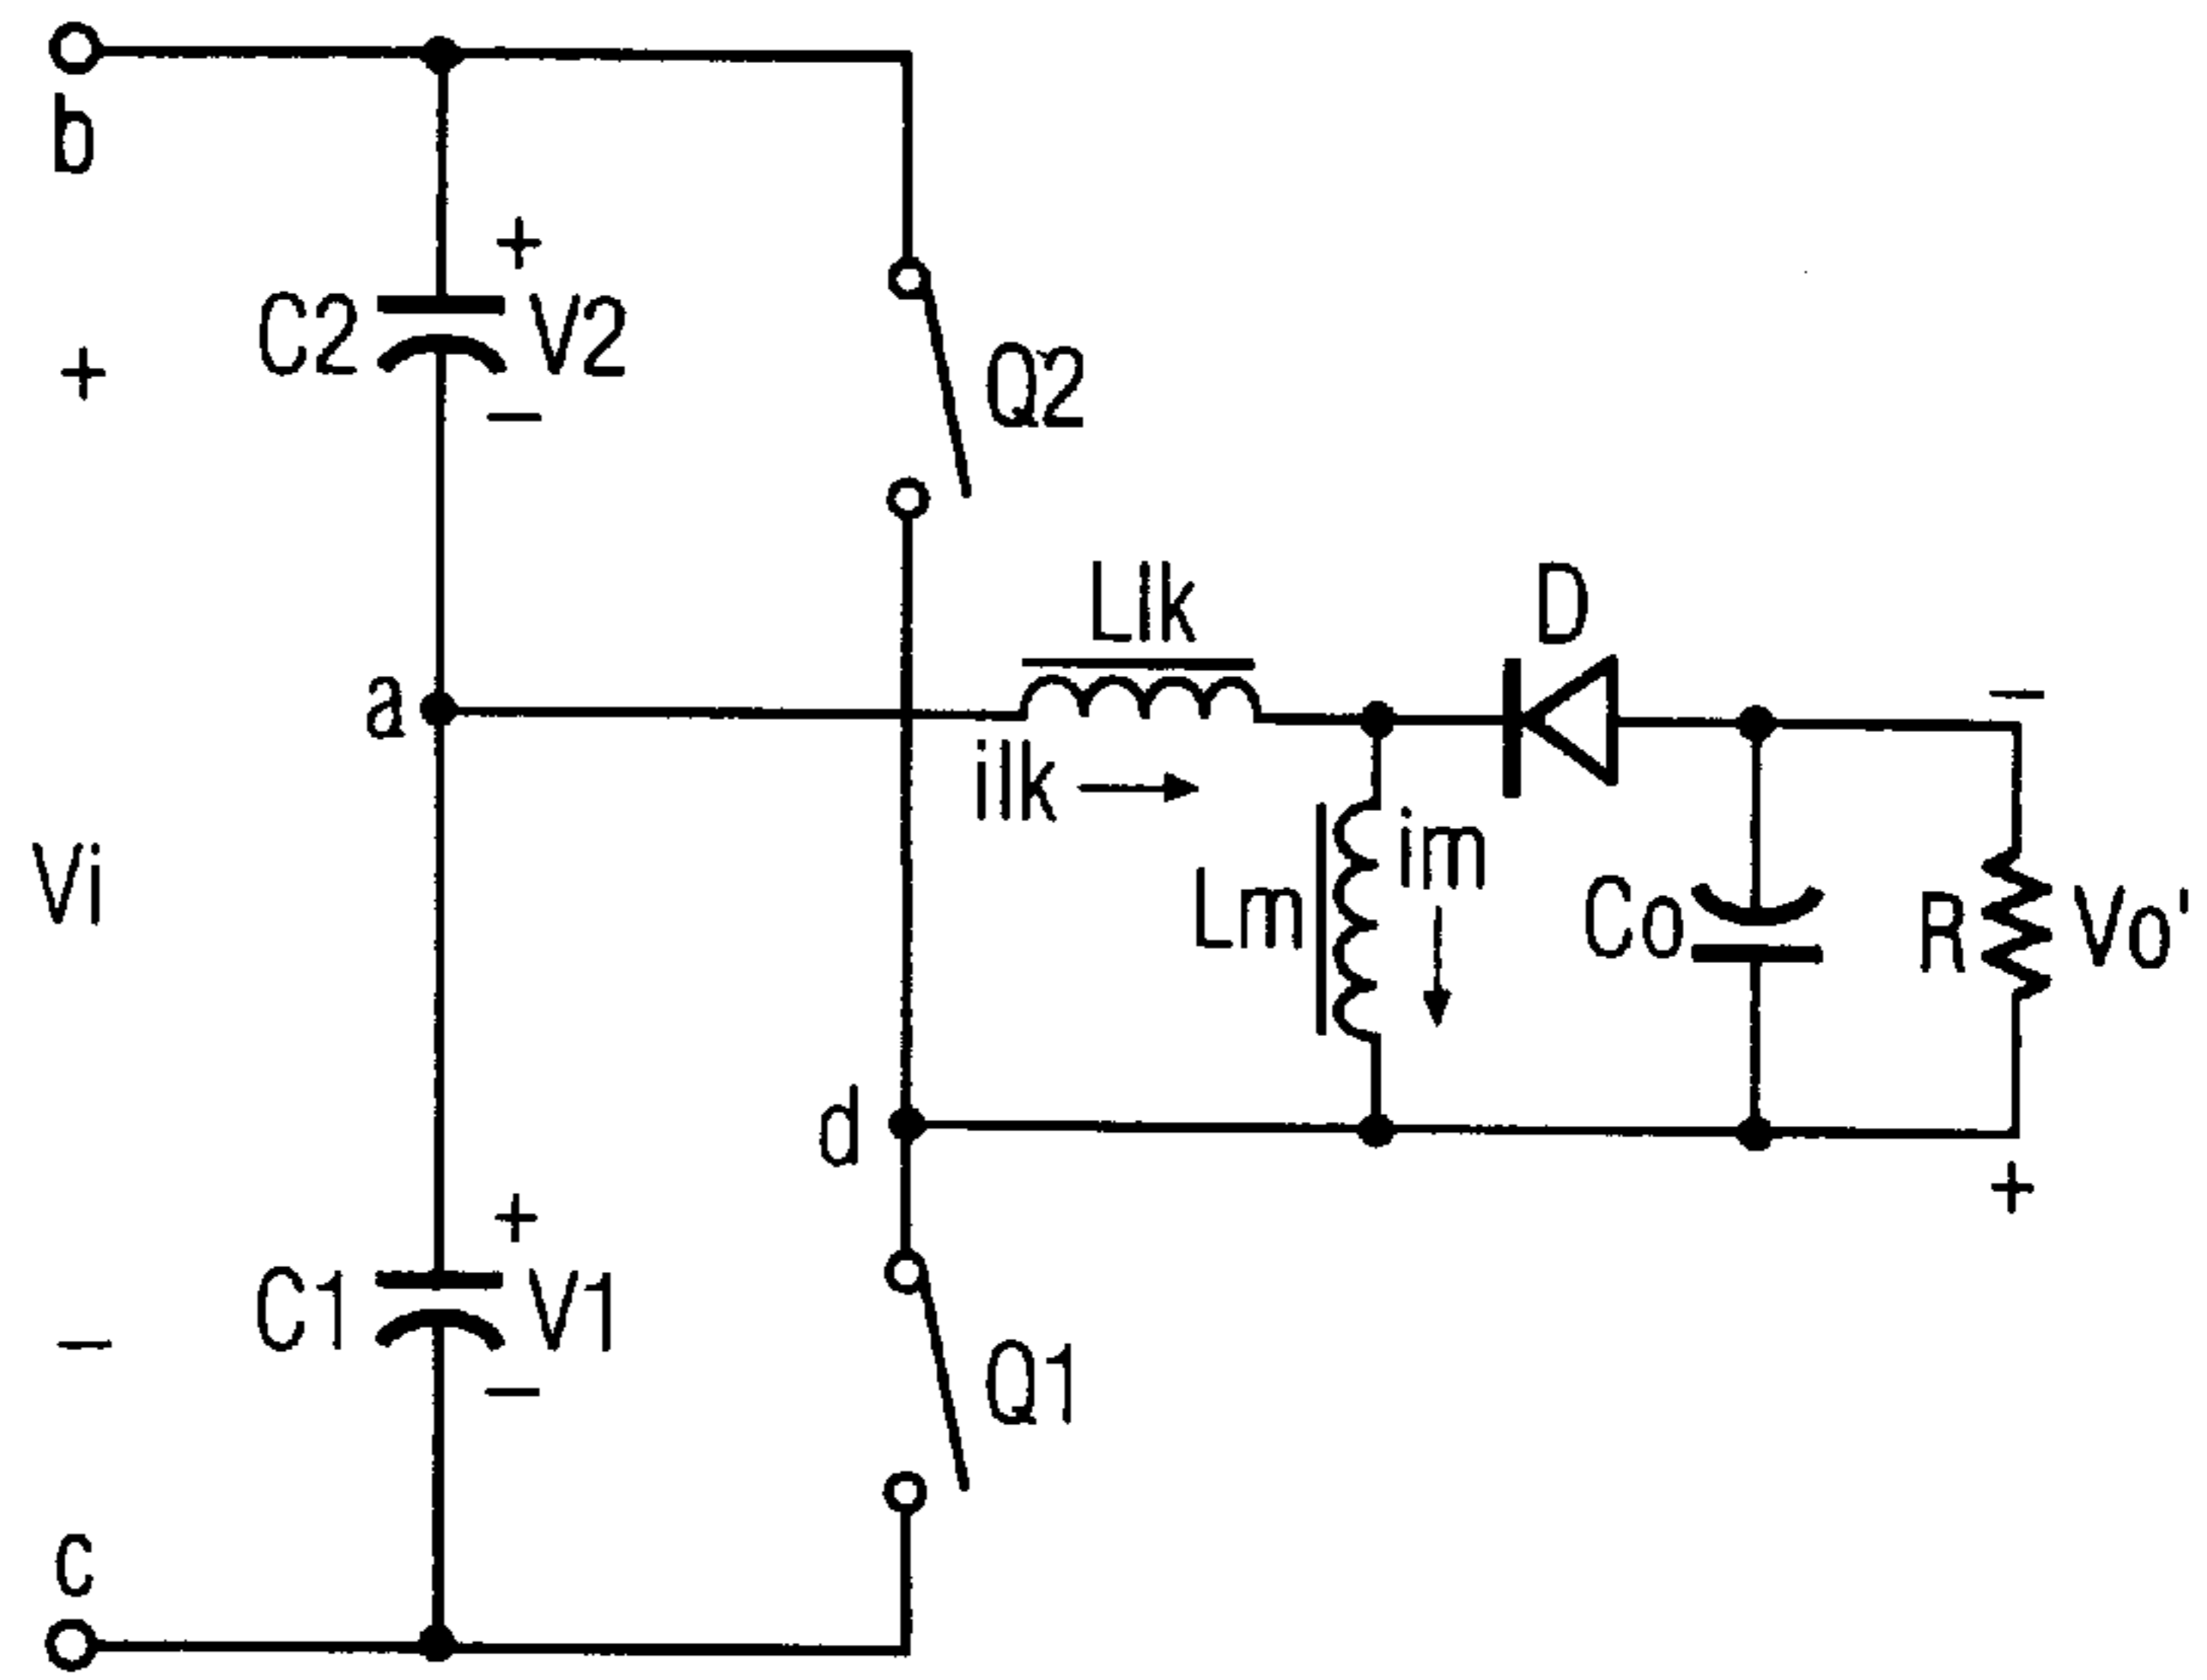 b
+
C2 V2
+
−
Q2
Llk
D
−
a
ilk
im
Vi
Lm
Co
R
Vo'
d
+
+
C1 V1
−
−
Q1
c